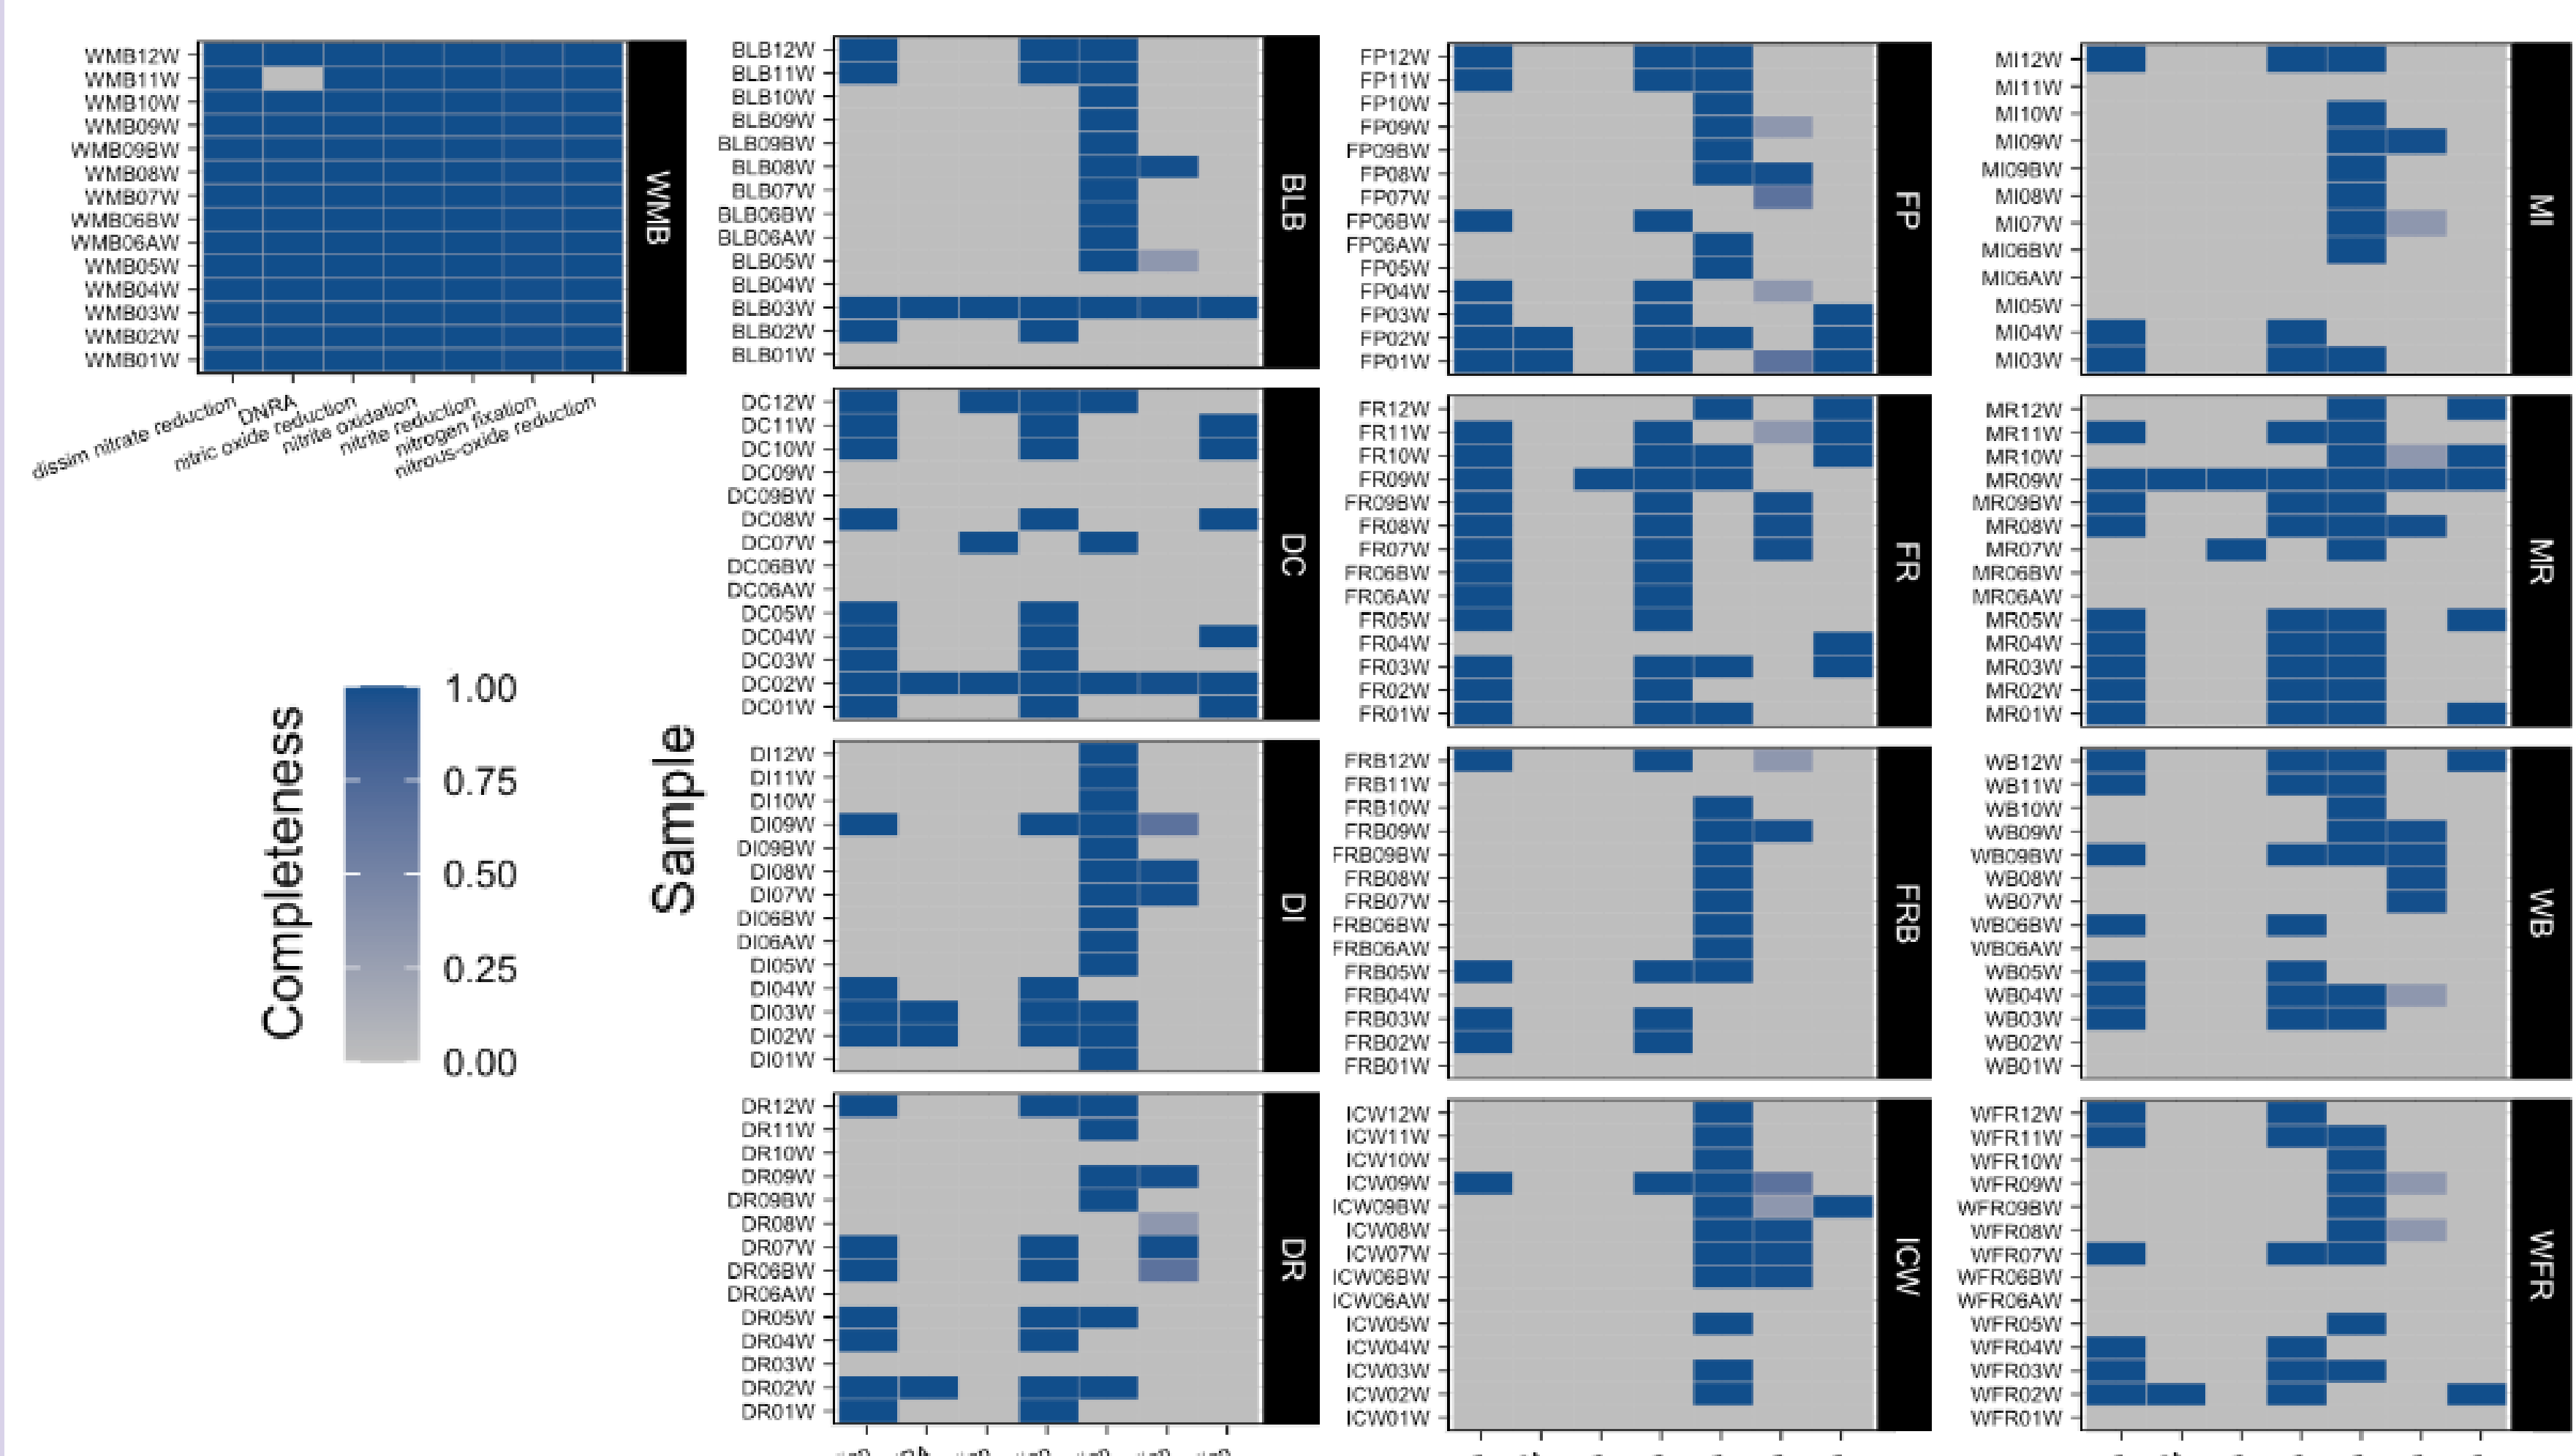 WMB12W
WMB11W
WMB10W
WMB09W
WMB09BW
WMB08W
WMB07W
WMB06BW
WMB06AW
WMB05W
WMB04W
WMB03W
WMB02W
WMB01W
WMB
dissim nitrate reduction
DNRA
nitric oxide reduction
nitrite oxidation
nitrite reduction
nitrogen fixation
nitrous-oxide reduction
Completeness
1.00
0.75
0.50
0.25
0.00
Sample
BLB12W
BLB11W
BLB10W
BLB09W
BLB09BW
BLB08W
BLB07W
BLB06BW
BLB06AW
BLB05W
BLB04W
BLB03W
BLB02W
BLB01W
BLB
DC12W
DC11W
DC10W
DC09W
DC09BW
DC08W
DC07W
DC06BW
DC06AW
DC05W
DC04W
DC03W
DC02W
DC01W
DC
DI12W
DI11W
DI10W
DI09W
DI09BW
DI08W
DI07W
DI06BW
DI06AW
DI05W
DI04W
DI03W
DI02W
DI01W
DI
DR12W
DR11W
DR10W
DR09W
DR09BW
DR08W
DR07W
DR06BW
DR06AW
DR05W
DR04W
DR03W
DR02W
DR01W
DR
FP12W
FP11W
FP10W
FP09W
FP09BW
FP08W
FP07W
FP06BW
FP06AW
FP05W
FP04W
FP03W
FP02W
FP01W
FP
FR12W
FR11W
FR10W
FR09W
FR09BW
FR08W
FR07W
FR06BW
FR06AW
FR05W
FR04W
FR03W
FR02W
FR01W
FR
FRB12W
FRB11W
FRB10W
FRB09W
FRB09BW
FRB08W
FRB07W
FRB06BW
FRB06AW
FRB05W
FRB04W
FRB03W
FRB02W
FRB01W
FRB
ICW12W
ICW11W
ICW10W
ICW09W
ICW09BW
ICW08W
ICW07W
ICW06BW
ICW06AW
ICW05W
ICW04W
ICW03W
ICW02W
ICW01W
ICW
MI12W
MI11W
MI10W
MI09W
MI09BW
MI08W
MI07W
MI06BW
MI06AW
MI05W
MI04W
MI03W
MI
MR12W
MR11W
MR10W
MR09W
MR09BW
MR08W
MR07W
MR06BW
MR06AW
MR05W
MR04W
MR03W
MR02W
MR01W
MR
WB12W
WB11W
WB10W
WB09W
WB09BW
WB08W
WB07W
WB06BW
WB06AW
WB05W
WB04W
WB03W
WB02W
WB01W
WB
WFR12W
WFR11W
WFR10W
WFR09W
WFR09BW
WFR08W
WFR07W
WFR06BW
WFR06AW
WFR05W
WFR04W
WFR03W
WFR02W
WFR01W
WFR